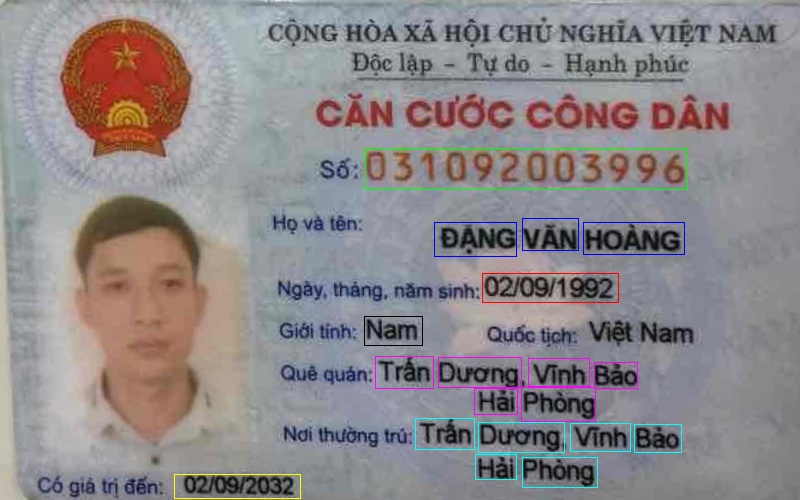 CỘNG HÒA XÃ HỘI CHỦ NGHĨA VIỆT NAM
Độc lập - Tự do - Hạnh phúc
CĂN CƯỚC CÔNG DÂN
Số: 031092003996
Họ và tên: ĐẶNG VĂN HOÀNG
Ngày, tháng, năm sinh: 02/09/1992
Giới tính: Nam Quốc tịch: Việt Nam
Quê quán: Trấn Dương, Vĩnh Bảo
Hải Phòng
Nơi thường trú: Trấn Dương, Vĩnh Bảo
Hải Phòng
Có giá trị đến: 02/09/2032